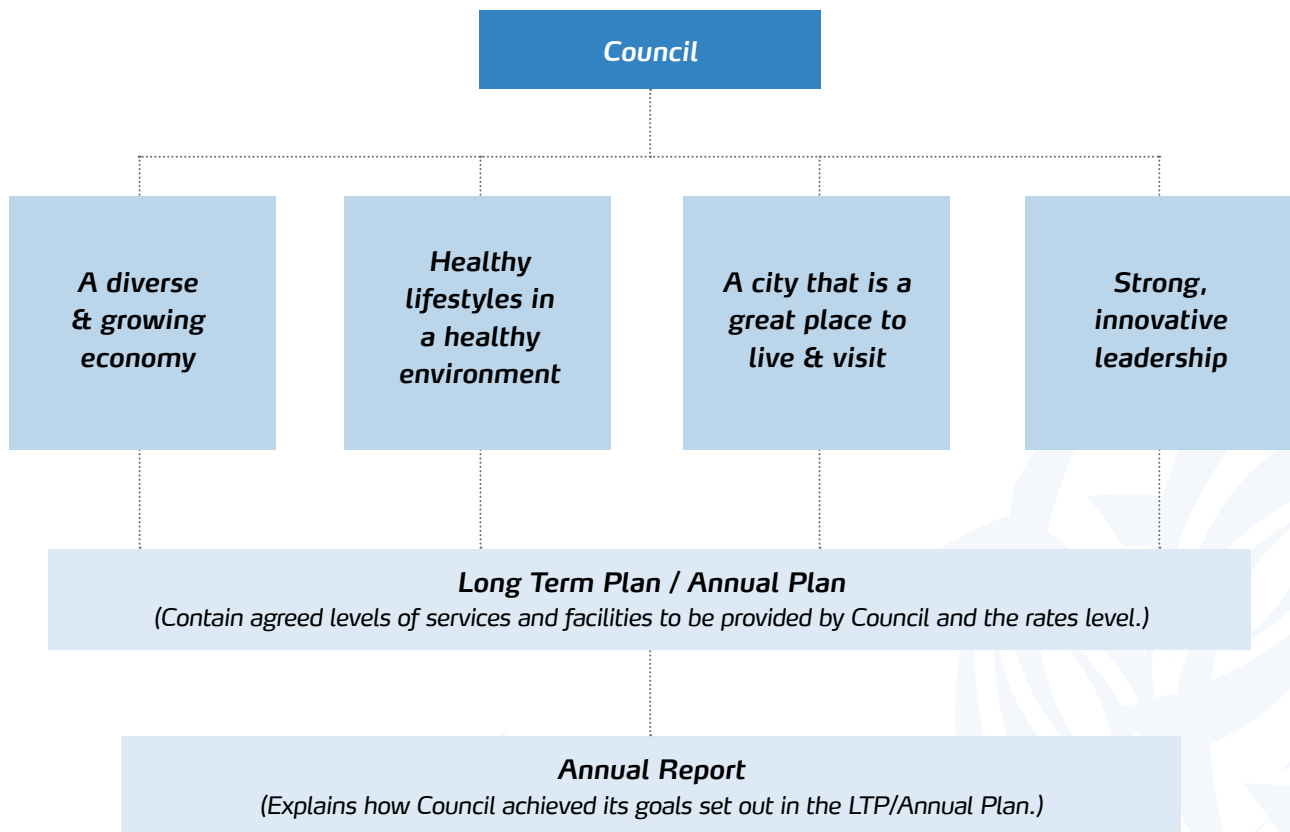 Council
A diverse
& growing
economy
Healthy
lifestyles in
a healthy
environment
A city that is a
great place to
live & visit
Strong,
innovative
leadership
Long Term Plan / Annual Plan
(Contain agreed levels of services and facilities to be provided by Council and the rates level.)
Annual Report
(Explains how Council achieved its goals set out in the LTP/Annual Plan.)